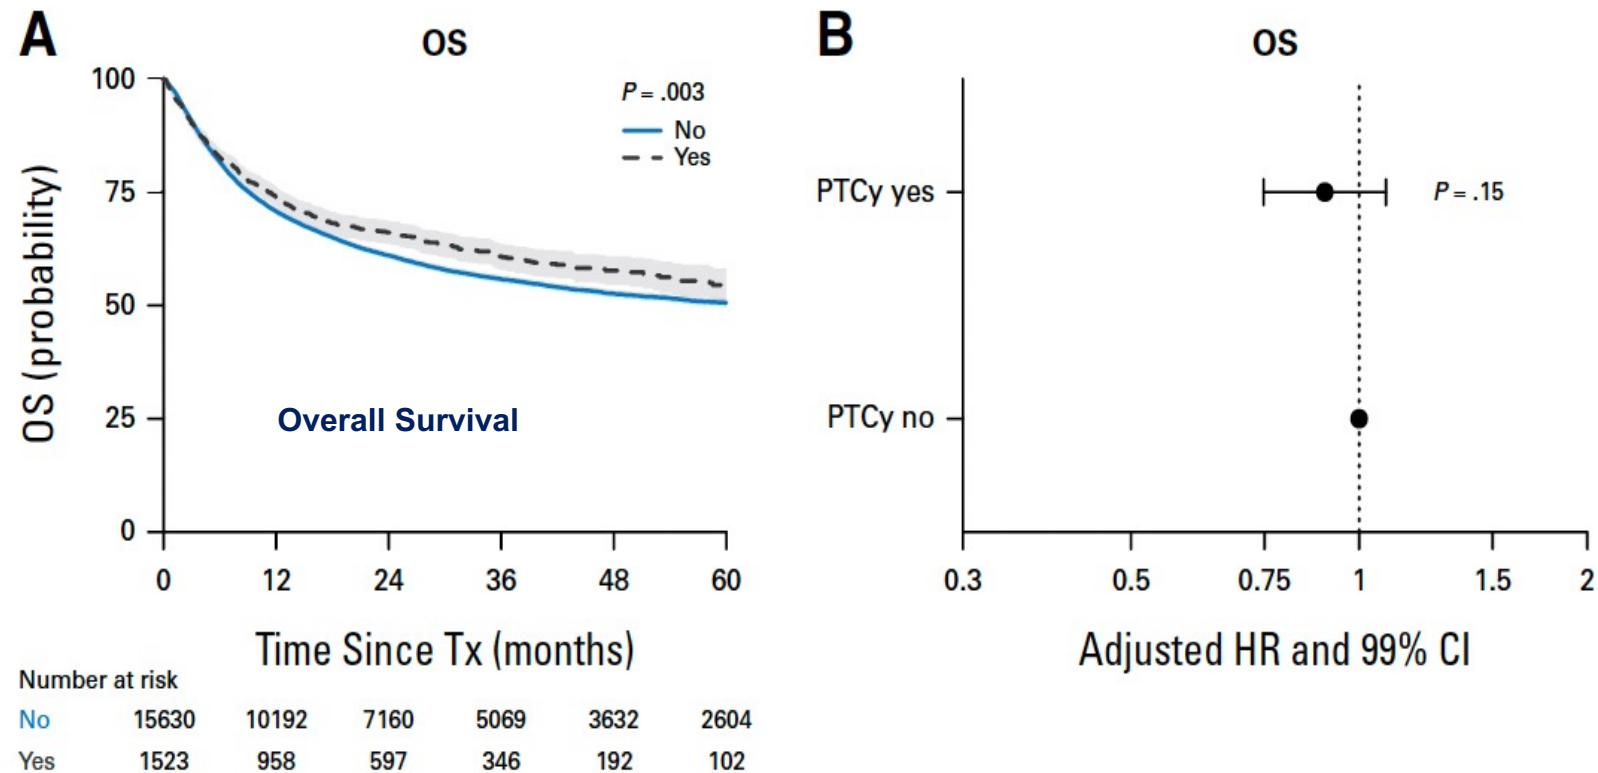 A
OS
100
75
50
25
0
OS (probability)
P = .003
No
Yes
Overall Survival
0 12 24 36 48 60
Time Since Tx (months)
Number at risk
No 15630 10192 7160 5069 3632 2604
Yes 1523 958 597 346 192 102
B
OS
PTCy yes
P = .15
PTCy no
0.3 0.5 0.75 1 1.5 2
Adjusted HR and 99% CI